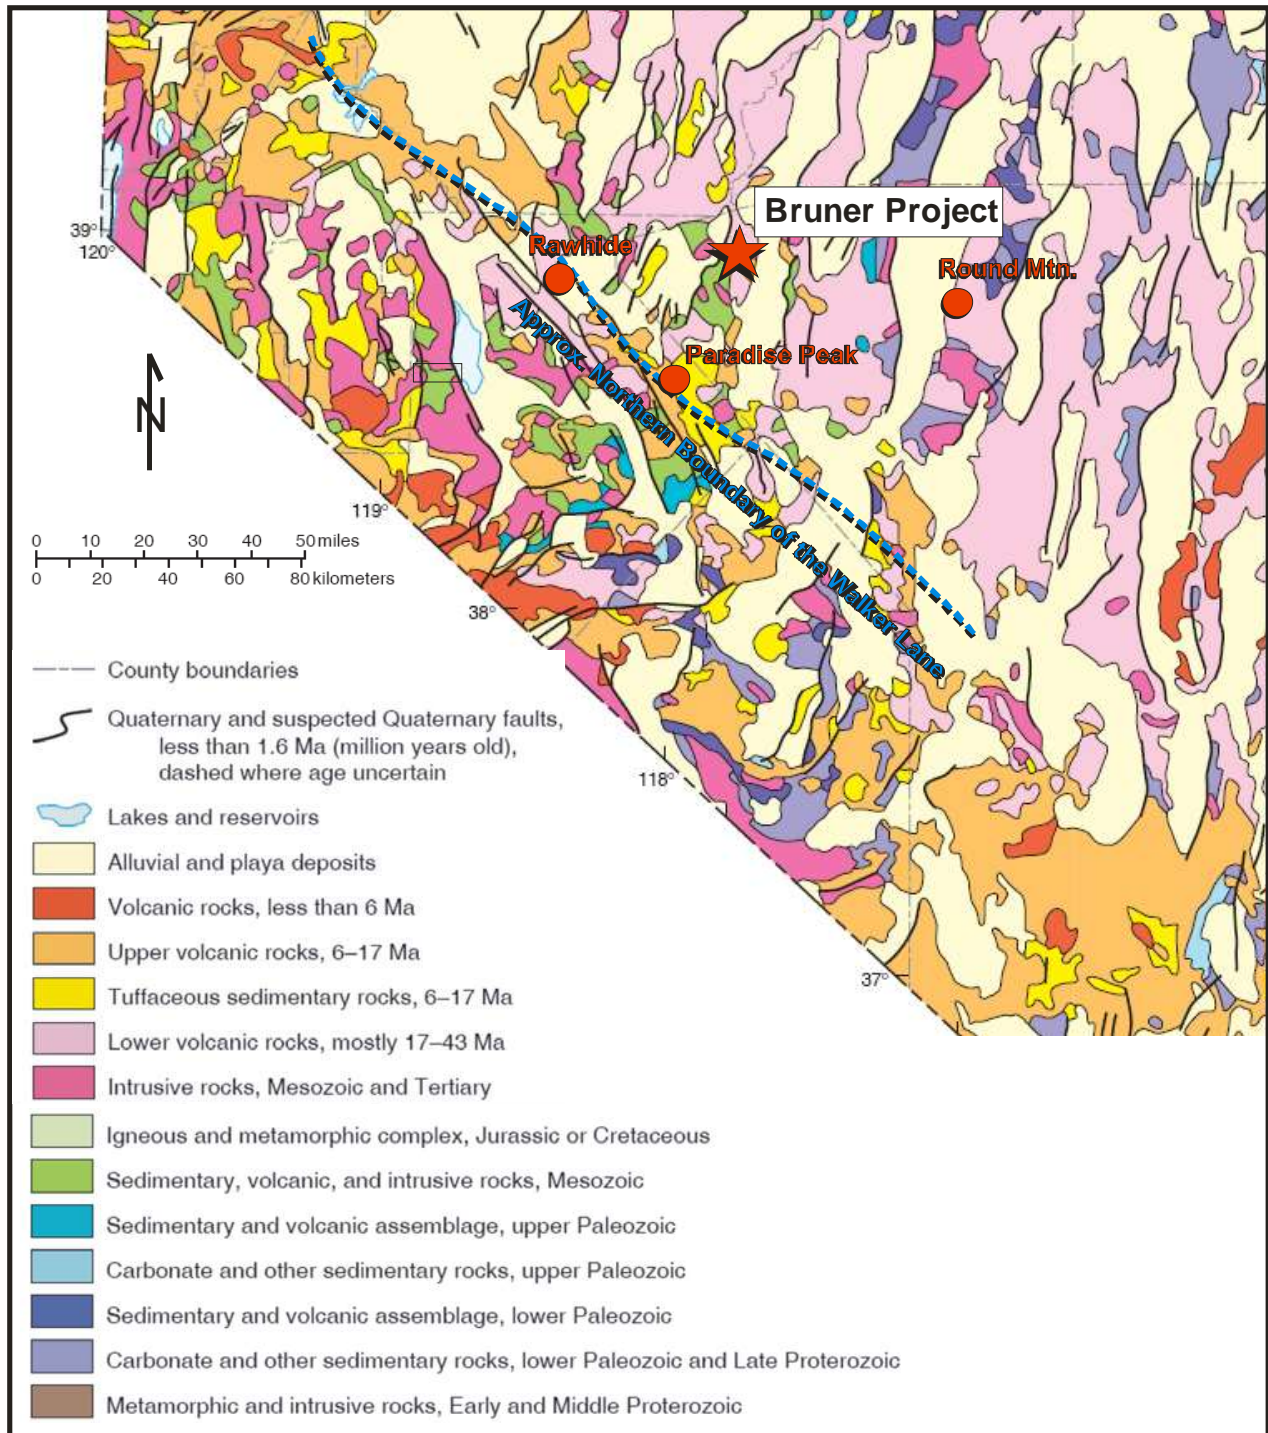 Bruner Project
39°
120°
Rawhide
Round Mtn.
Approx. Northern Boundary of the Walker Lane
Paradise Peak
N
119°
0 10 20 30 40 50 miles
0 20 40 60 80 kilometers
38°
118°
37°
County boundaries
Quaternary and suspected Quaternary faults,
less than 1.6 Ma (million years old),
dashed where age uncertain
Lakes and reservoirs
Alluvial and playa deposits
Volcanic rocks, less than 6 Ma
Upper volcanic rocks, 6–17 Ma
Tuffaceous sedimentary rocks, 6–17 Ma
Lower volcanic rocks, mostly 17–43 Ma
Intrusive rocks, Mesozoic and Tertiary
Igneous and metamorphic complex, Jurassic or Cretaceous
Sedimentary, volcanic, and intrusive rocks, Mesozoic
Sedimentary and volcanic assemblage, upper Paleozoic
Carbonate and other sedimentary rocks, upper Paleozoic
Sedimentary and volcanic assemblage, lower Paleozoic
Carbonate and other sedimentary rocks, lower Paleozoic and Late Proterozoic
Metamorphic and intrusive rocks, Early and Middle Proterozoic